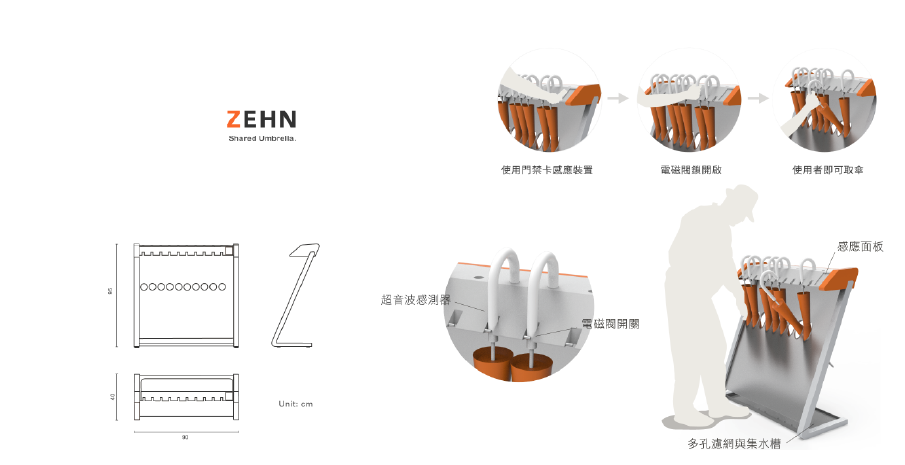 ZEHN
Shared Umbrella.
使用門禁卡感應裝置
電磁閥鎖開啟
使用者即可取傘
感應面板
超音波感測器
電磁閥開關
95
40
90
Unit: cm
多孔濾網與集水槽